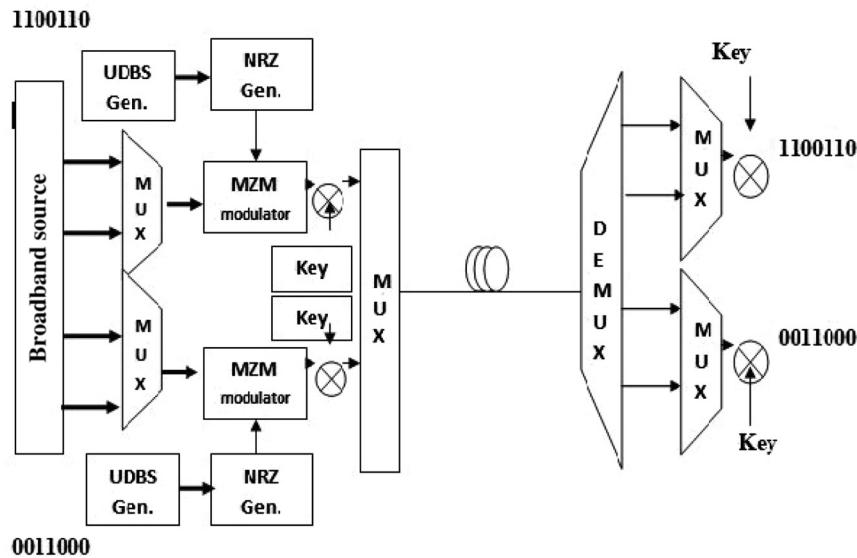 1100110
UDBS
Gen.
NRZ
Gen.
Broadband source
M
U
X
MZM
modulator
Key
Key
M
U
X
MZM
modulator
UDBS
Gen.
NRZ
Gen.
0011000
M
U
X
D
E
M
U
X
M
U
X
Key
1100110
M
U
X
0011000
Key